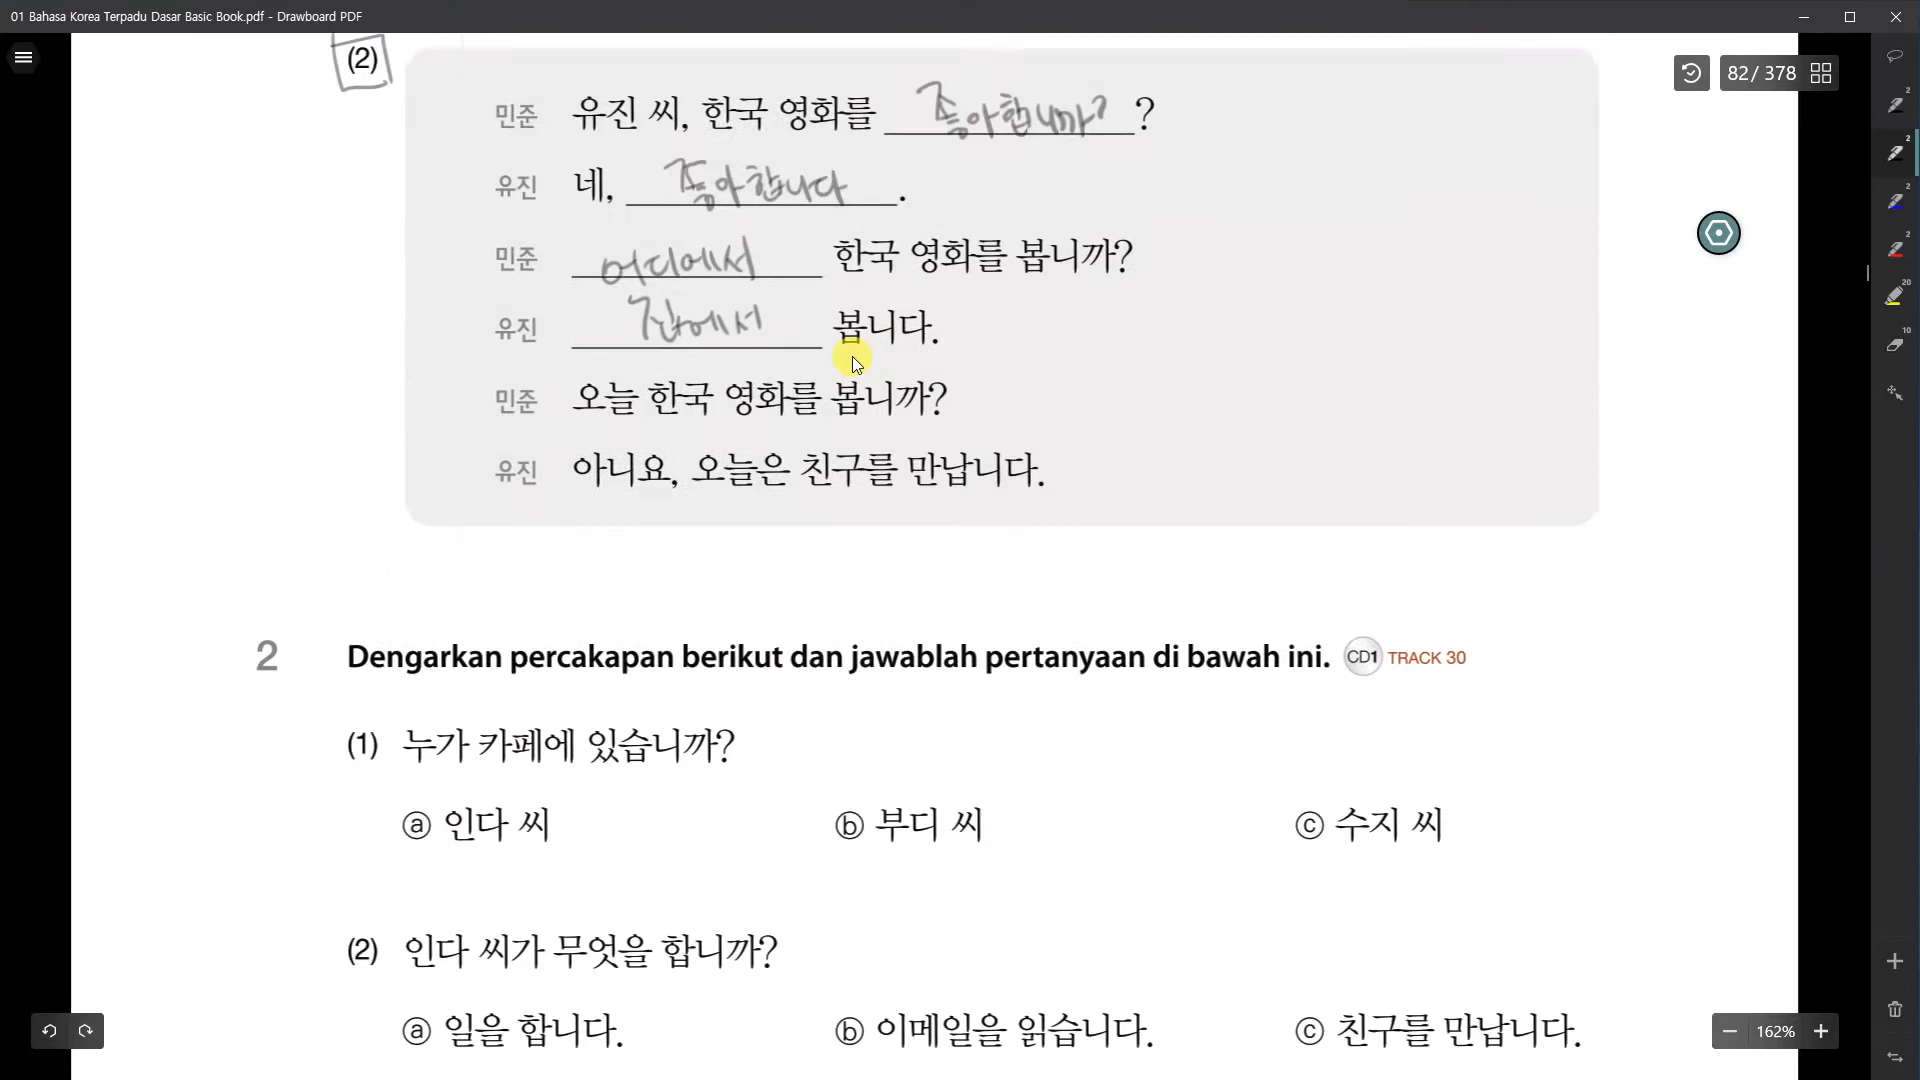 01 Bahasa Korea Terpadu Dasar Basic Book.pdf - Drawboard PDF
82 / 378
(2)
민준 유진 씨, 한국 영화를 좋아합니까? ?
유진 네, 좋아합니다.
민준 어디에서 한국 영화를 봅니까?
유진 집에서 봅니다.
민준 오늘 한국 영화를 봅니까?
유진 아니요, 오늘은 친구를 만납니다.
2 Dengarkan percakapan berikut dan jawablah pertanyaan di bawah ini. CD1 TRACK 30
(1) 누가 카페에 있습니까?
ⓐ 인다 씨 ⓑ 부디 씨 ⓒ 수지 씨
(2) 인다 씨가 무엇을 합니까?
ⓐ 일을 합니다. ⓑ 이메일을 읽습니다. ⓒ 친구를 만납니다.
162%
2
2
2
2
20
10